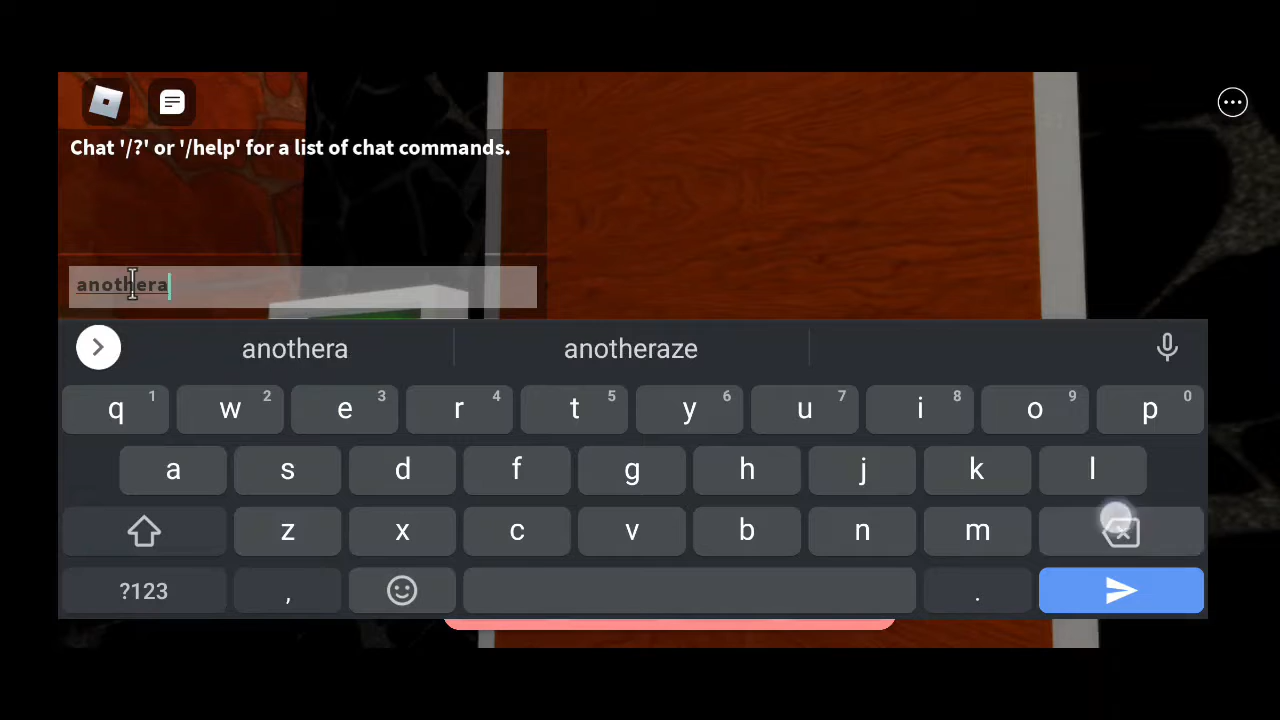 Chat '/?' or '/help' for a list of chat commands.
anothera
anothera anotheraze
q 1 w 2 e 3 r 4 t 5 y 6 u 7 i 8 o 9 p 0
a s d f g h j k l
z x c v b n m
?123 , .